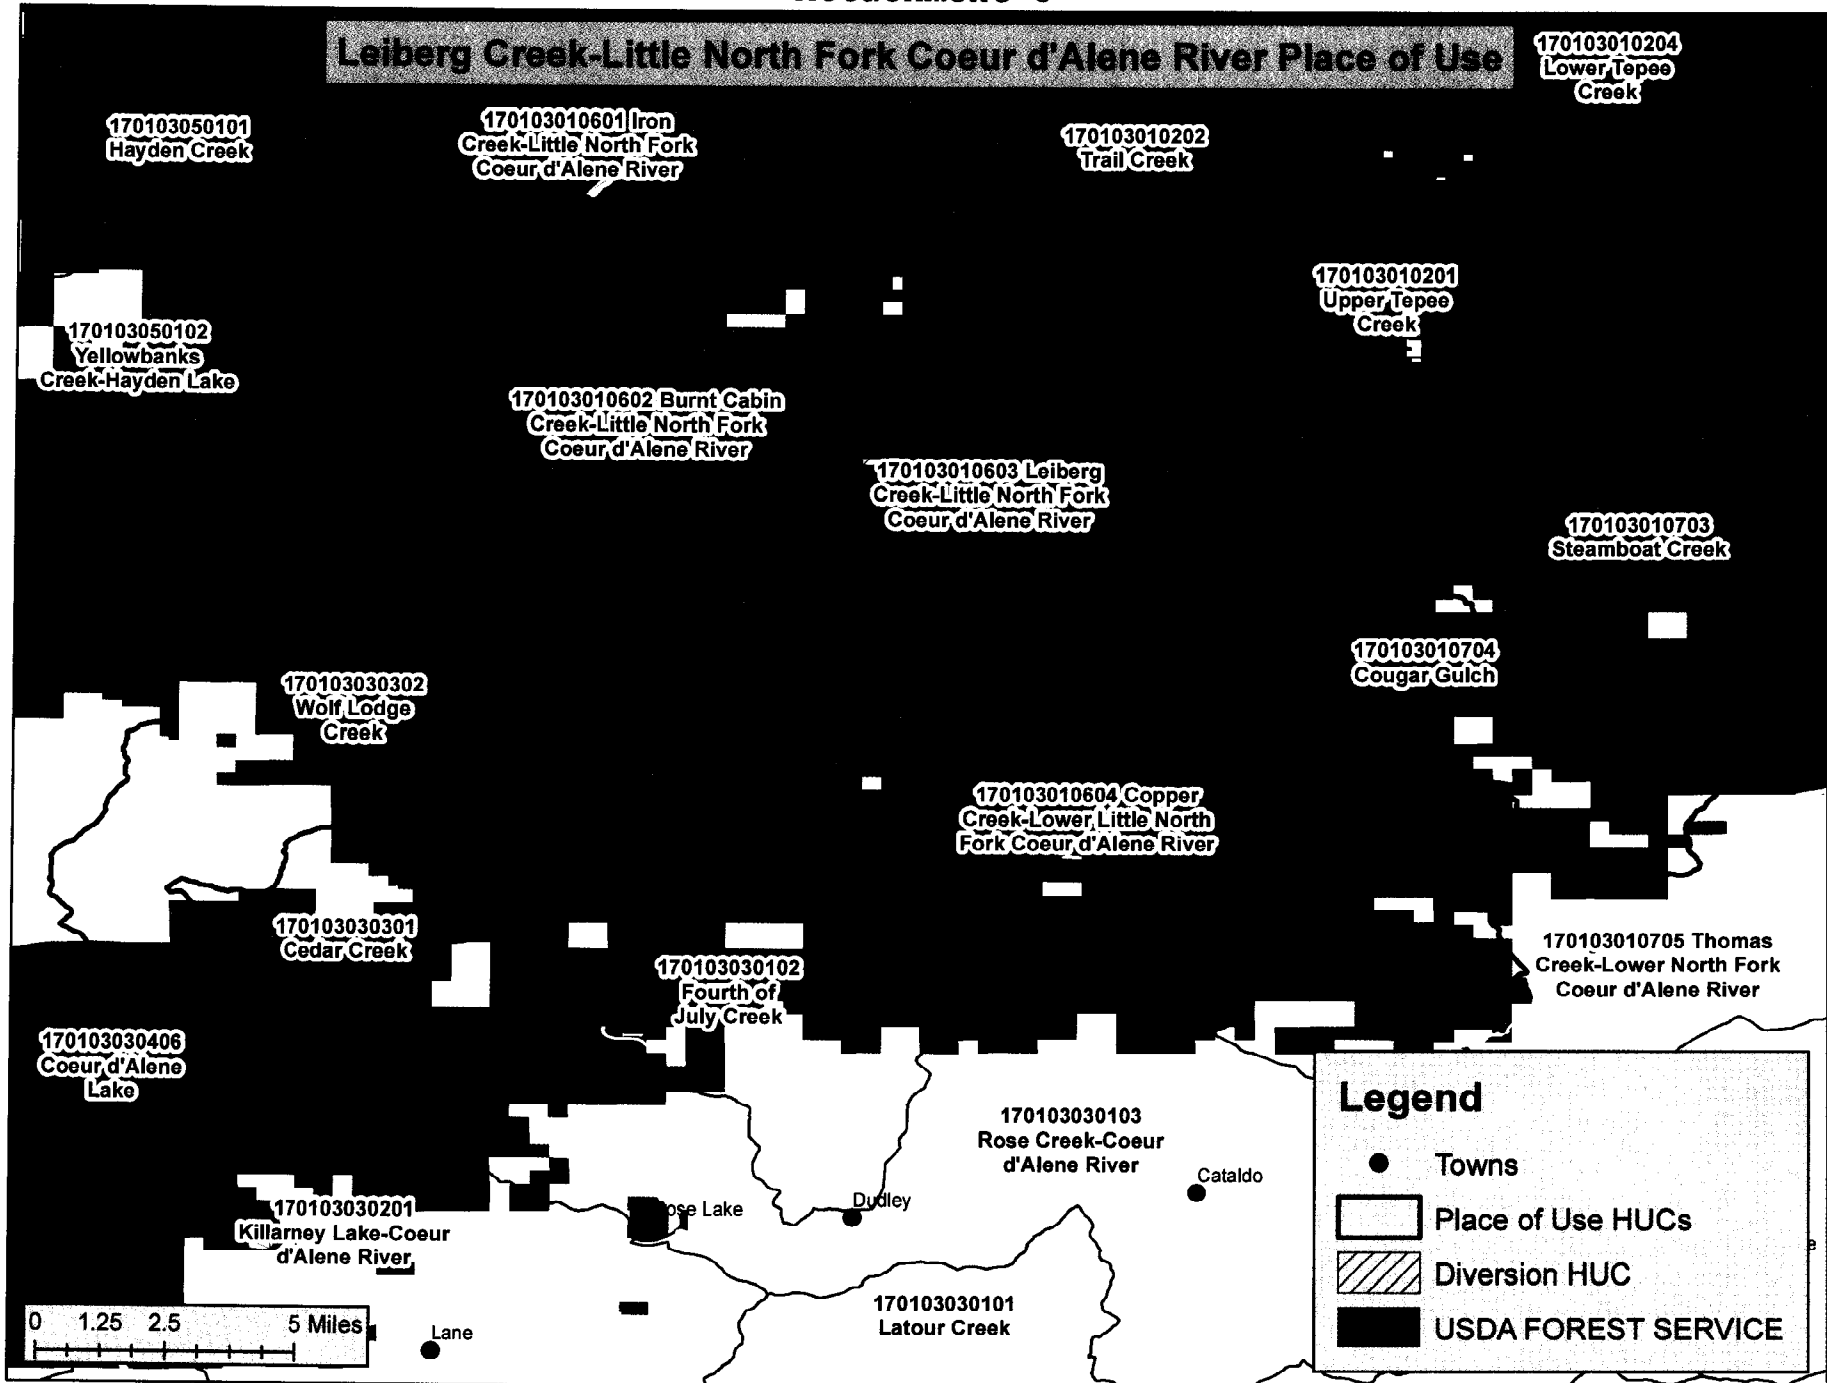 Leiberg Creek-Little North Fork Coeur d'Alene River Place of Use
170103010204
Lower Tepee
Creek
170103050101
Hayden Creek
170103010601 Iron
Creek-Little North Fork
Coeur d'Alene River
170103010202
Trail Creek
170103010201
Upper Tepee
Creek
170103050102
Yellowbanks
Creek-Hayden Lake
170103010602 Burnt Cabin
Creek-Little North Fork
Coeur d'Alene River
170103010603 Leiberg
Creek-Little North Fork
Coeur d'Alene River
170103010703
Steamboat Creek
170103010704
Cougar Gulch
170103030302
Wolf Lodge
Creek
170103010604 Copper
Creek-Lower Little North
Fork Coeur d'Alene River
170103030301
Cedar Creek
170103010705 Thomas
Creek-Lower North Fork
Coeur d'Alene River
170103030102
Fourth of
July Creek
170103030406
Coeur d'Alene
Lake
170103030103
Rose Creek-Coeur
d'Alene River
Cataldo
Dudley
ose Lake
170103030201
Killarney Lake-Coeur
d'Alene River
170103030101
Latour Creek
Lane
0 1.25 2.5 5 Miles
Legend
Towns
Place of Use HUCs
Diversion HUC
USDA FOREST SERVICE
e